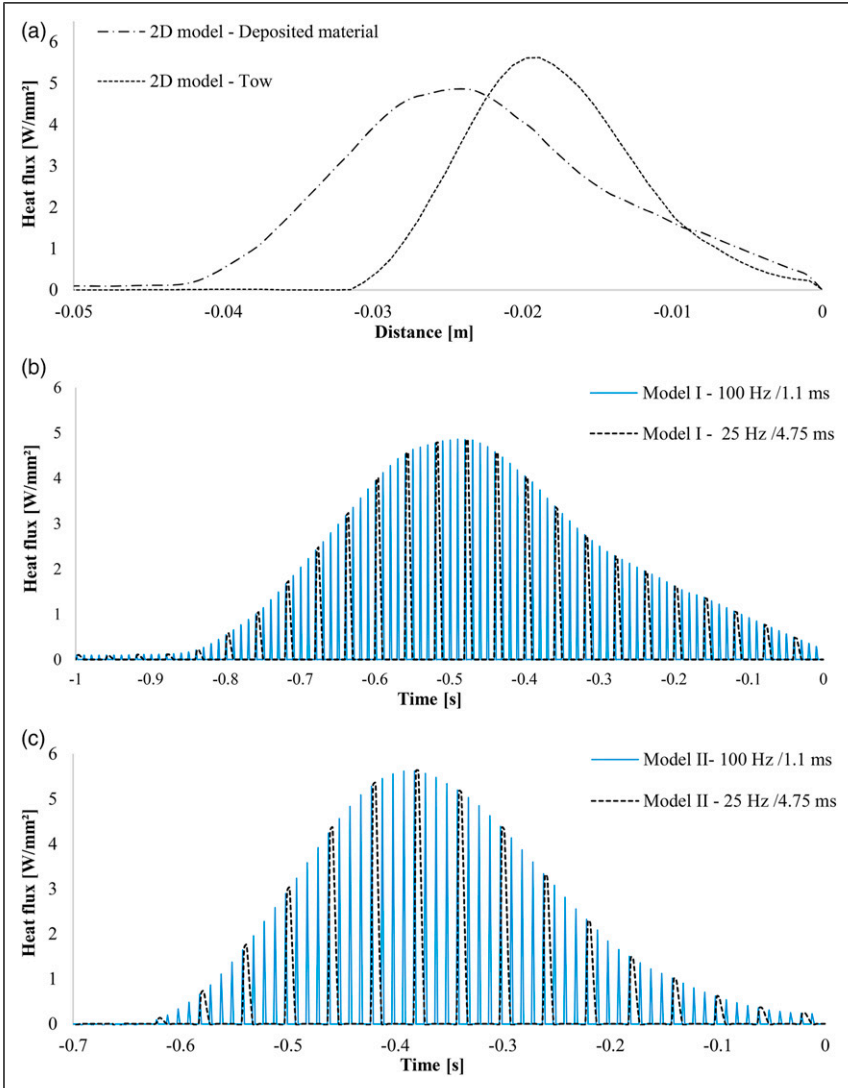 (a)
2D model - Deposited material
2D model - Tow
Heat flux [W/mm²]
6
5
4
3
2
1
0
-0.05 -0.04 -0.03 -0.02 -0.01 0
Distance [m]
(b)
Model I - 100 Hz /1.1 ms
Model I - 25 Hz /4.75 ms
Heat flux [W/mm²]
6
5
4
3
2
1
0
-1 -0.9 -0.8 -0.7 -0.6 -0.5 -0.4 -0.3 -0.2 -0.1 0
Time [s]
(c)
Model II- 100 Hz /1.1 ms
Model II - 25 Hz /4.75 ms
Heat flux [W/mm²]
6
5
4
3
2
1
0
-0.7 -0.6 -0.5 -0.4 -0.3 -0.2 -0.1 0
Time [s]